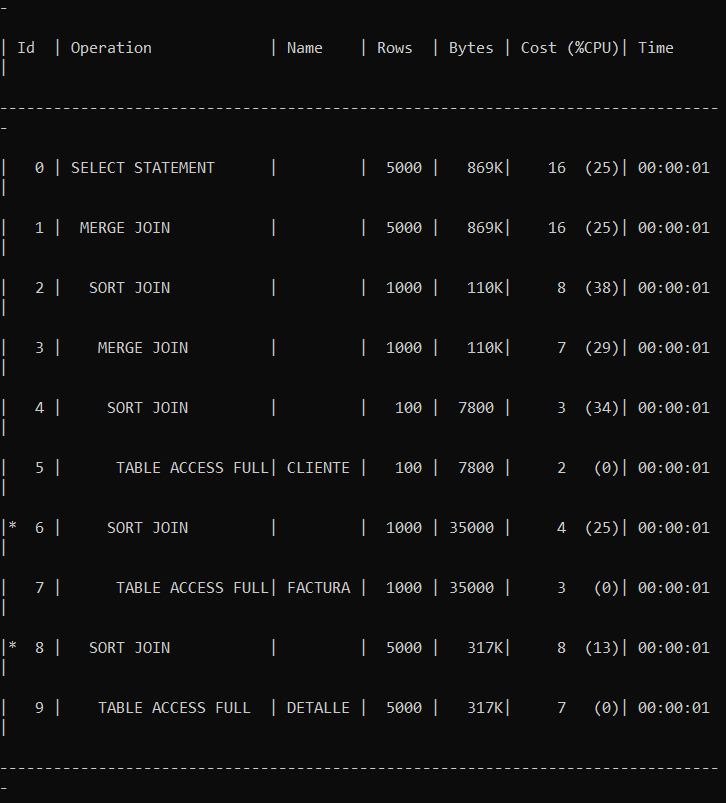 -
| Id  | Operation             | Name    | Rows  | Bytes | Cost (%CPU)| Time
|
--------------------------------------------------------------------------------
-
|   0 | SELECT STATEMENT      |         |  5000 |   869K|    16  (25)| 00:00:01
|
|   1 |  MERGE JOIN           |         |  5000 |   869K|    16  (25)| 00:00:01
|
|   2 |   SORT JOIN           |         |  1000 |   110K|     8  (38)| 00:00:01
|
|   3 |    MERGE JOIN         |         |  1000 |   110K|     7  (29)| 00:00:01
|
|   4 |     SORT JOIN         |         |   100 |  7800 |     3  (34)| 00:00:01
|
|   5 |      TABLE ACCESS FULL| CLIENTE |   100 |  7800 |     2   (0)| 00:00:01
|
|*  6 |     SORT JOIN         |         |  1000 | 35000 |     4  (25)| 00:00:01
|
|   7 |      TABLE ACCESS FULL| FACTURA |  1000 | 35000 |     3   (0)| 00:00:01
|
|*  8 |   SORT JOIN           |         |  5000 |   317K|     8  (13)| 00:00:01
|
|   9 |    TABLE ACCESS FULL  | DETALLE |  5000 |   317K|     7   (0)| 00:00:01
|
--------------------------------------------------------------------------------
-